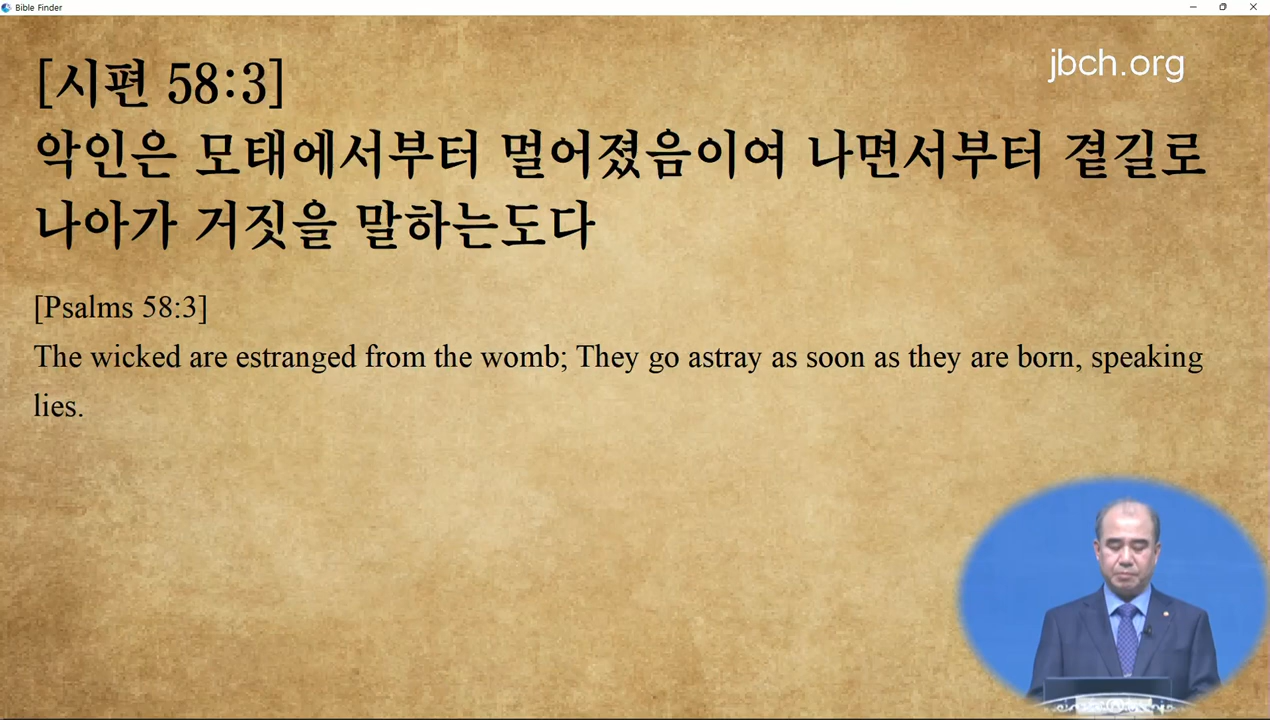 Bible Finder
jbch.org
[시편 58:3]
악인은 모태에서부터 멀어졌음이여 나면서부터 곁길로
나아가 거짓을 말하는도다
[Psalms 58:3]
The wicked are estranged from the womb; They go astray as soon as they are born, speaking
lies.